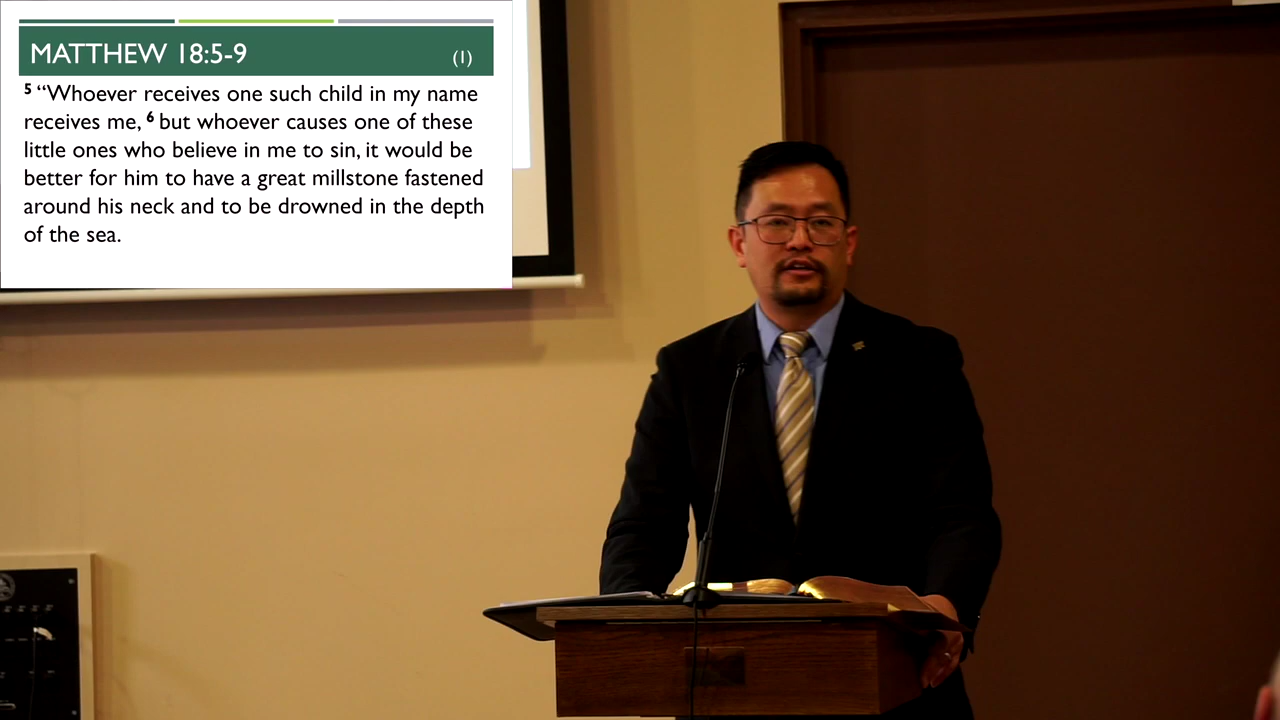 MATTHEW 18:5-9 (1)
5 “Whoever receives one such child in my name
receives me, 6 but whoever causes one of these
little ones who believe in me to sin, it would be
better for him to have a great millstone fastened
around his neck and to be drowned in the depth
of the sea.